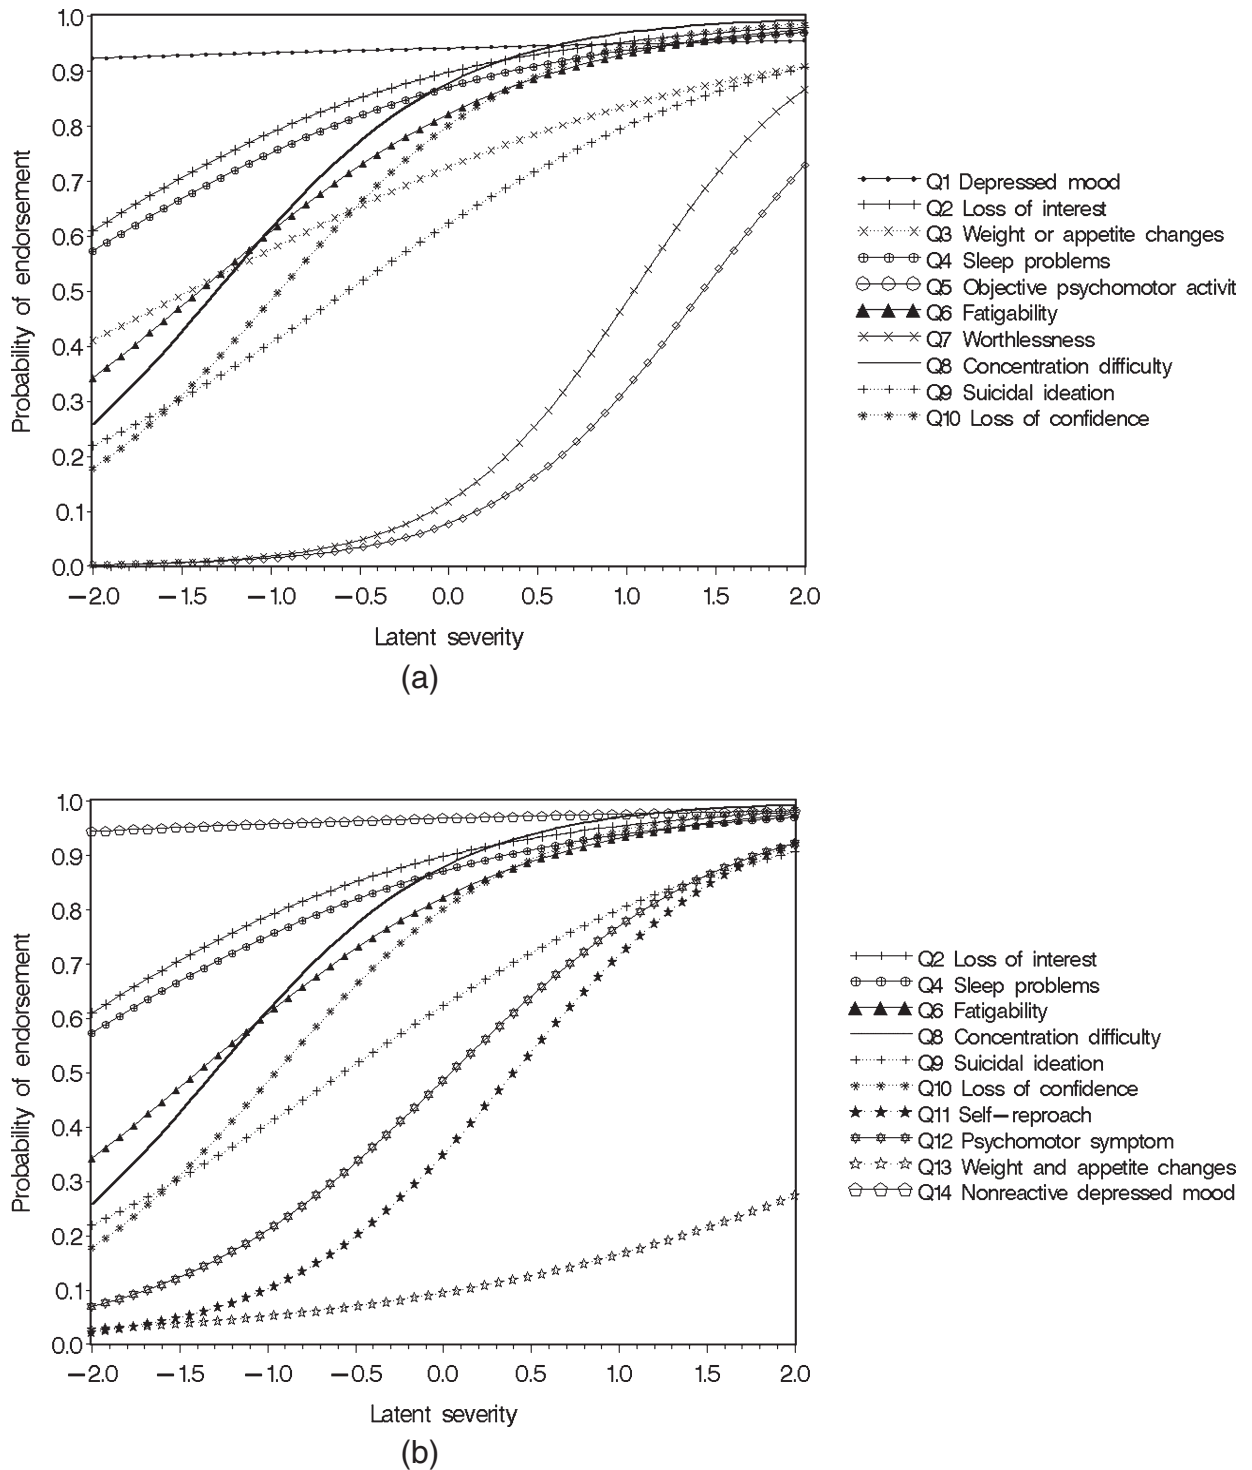 1.0
0.9
0.8
0.7
0.6
0.5
0.4
0.3
0.2
0.1
0.0
Probability of endorsement
−2.0 −1.5 −1.0 −0.5 0.0 0.5 1.0 1.5 2.0
Latent severity
Q1 Depressed mood
Q2 Loss of interest
Q3 Weight or appetite changes
Q4 Sleep problems
Q5 Objective psychomotor activit
Q6 Fatigability
Q7 Worthlessness
Q8 Concentration difficulty
Q9 Suicidal ideation
Q10 Loss of confidence
(a)
1.0
0.9
0.8
0.7
0.6
0.5
0.4
0.3
0.2
0.1
0.0
Probability of endorsement
−2.0 −1.5 −1.0 −0.5 0.0 0.5 1.0 1.5 2.0
Latent severity
Q2 Loss of interest
Q4 Sleep problems
Q6 Fatigability
Q8 Concentration difficulty
Q9 Suicidal ideation
Q10 Loss of confidence
Q11 Self−reproach
Q12 Psychomotor symptom
Q13 Weight and appetite changes
Q14 Nonreactive depressed mood
(b)